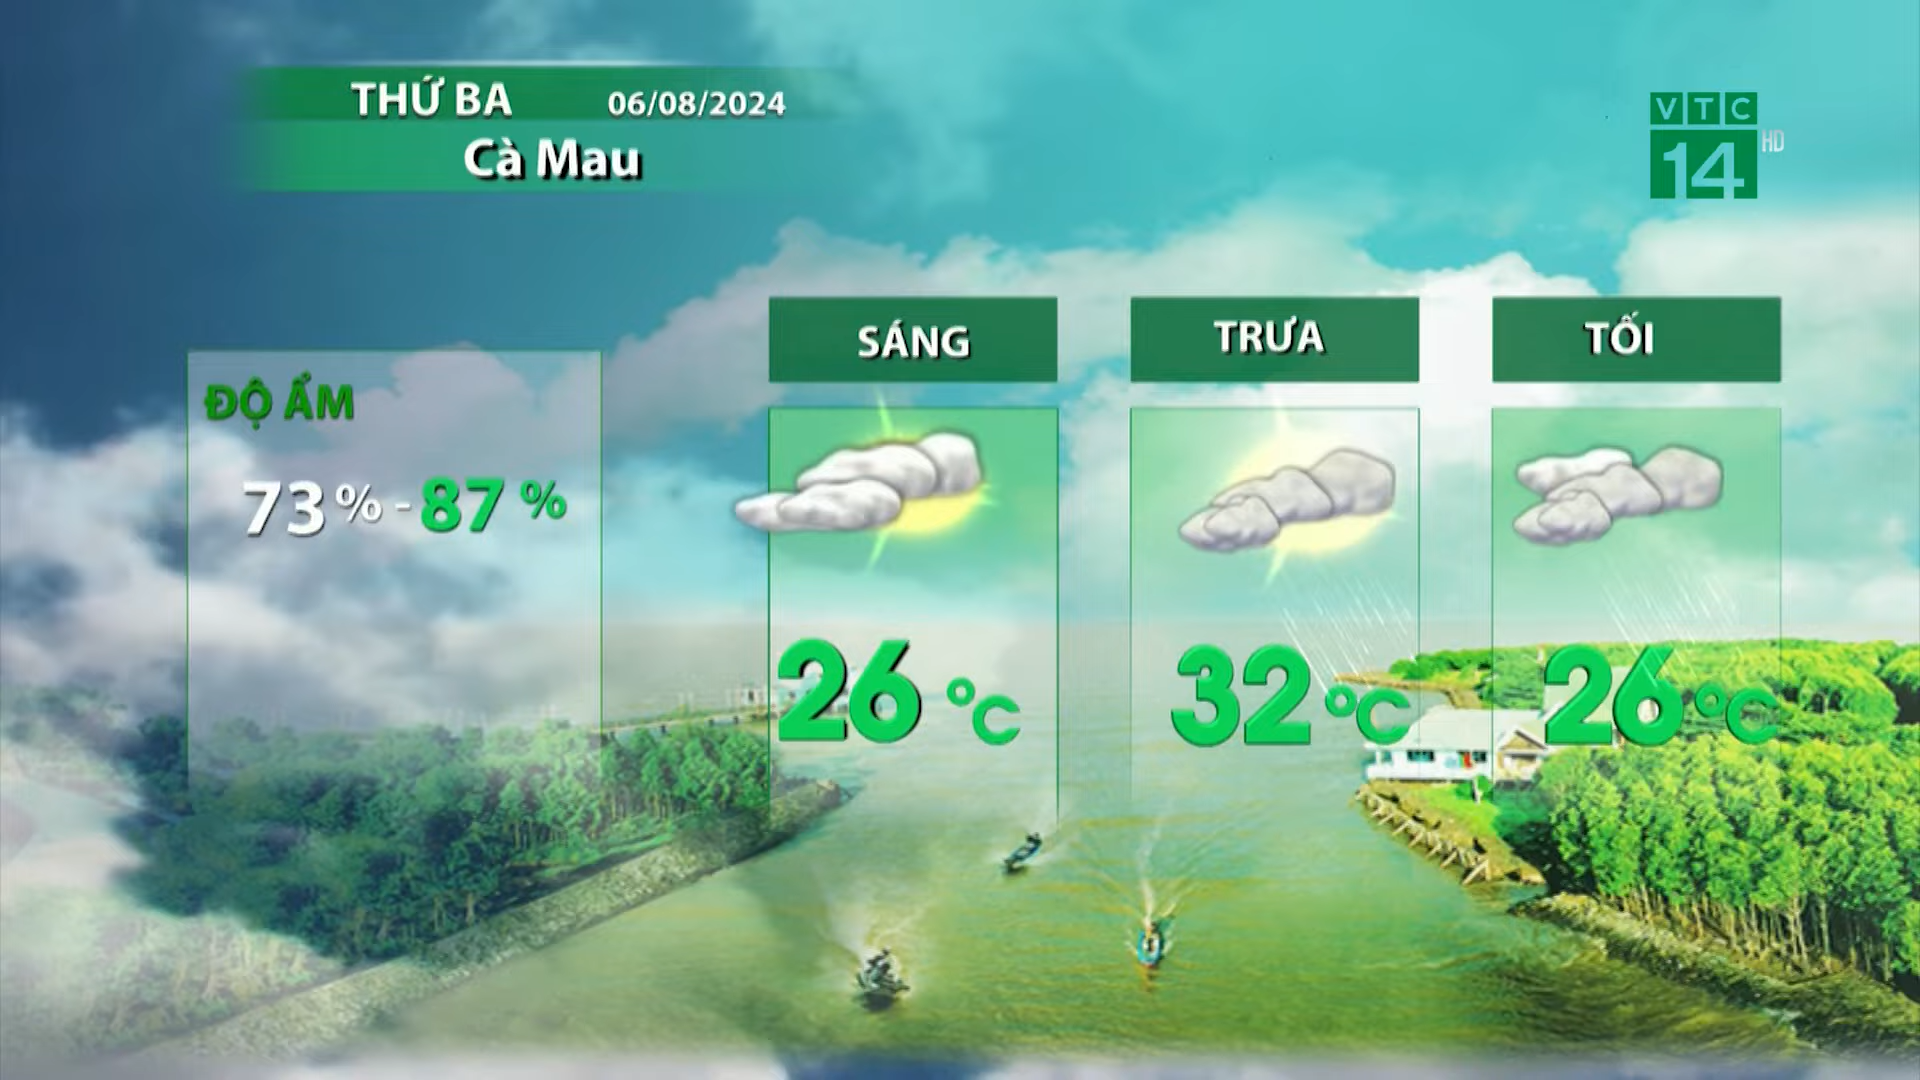 THỨ BA 06/08/2024
Cà Mau
VTC
14 HD
SÁNG TRƯA TỐI
ĐỘ ẨM
73% - 87%
26 °C 32 °C 26 °C